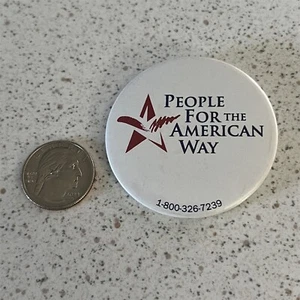 PEOPLE
FOR THE
AMERICAN
WAY
1-800-326-7239